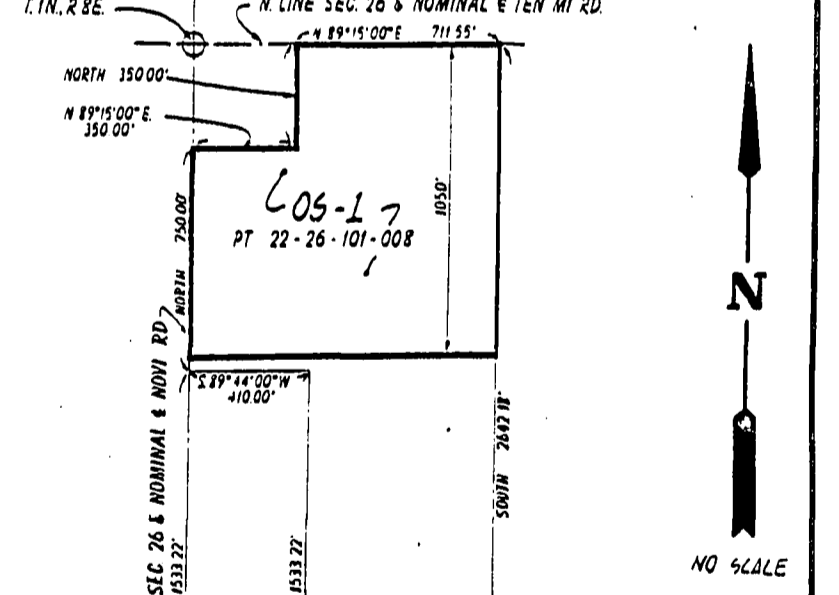 T.1N., R 8E.
N. LINE SEC. 26 & NOMINAL ℄ TEN MI RD.
N 89°15'00"E 711.55'
NORTH 350.00'
N 89°15'00"E.
350.00'
NORTH 750.00'
1050'
OS-1
PT 22-26-101-008
SEC 26 & NOMINAL ℄ NOVI RD
S.89°44'00"W
410.00'
1533.22'
1533.22'
SOUTH 2642.18'
N
NO SCALE